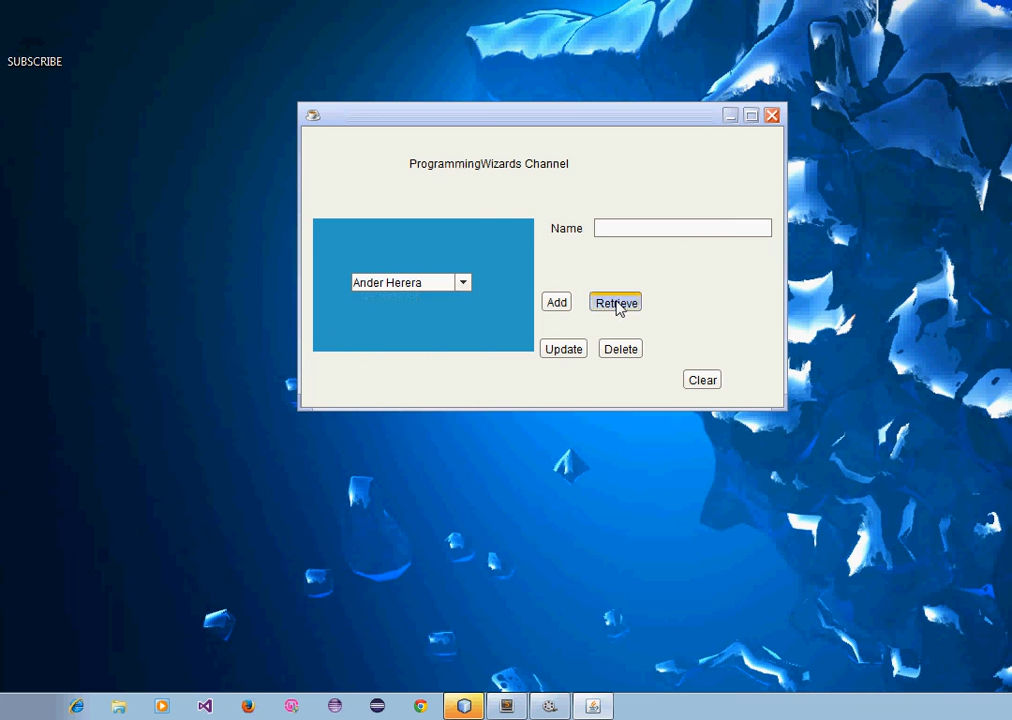 SUBSCRIBE
ProgrammingWizards Channel
Name
Ander Herera
Add
Retrieve
Update
Delete
Clear